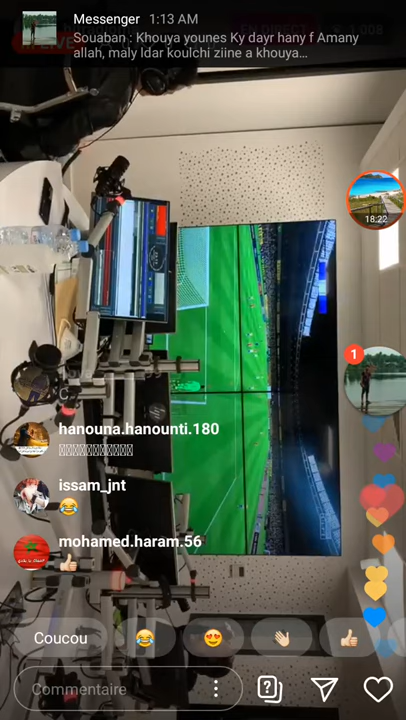 Messenger 1:13 AM
Souaban : Khouya younes Ky dayr hany f Amany
allah, maly Idar koulchi ziine a khouya…
EN DIRECT
18:22
1
hanouna.hanounti.180
issam_jnt
😂
mohamed.haram.56
👍🏻
Coucou 😂 😍 👋🏻 👍🏻
Commentaire